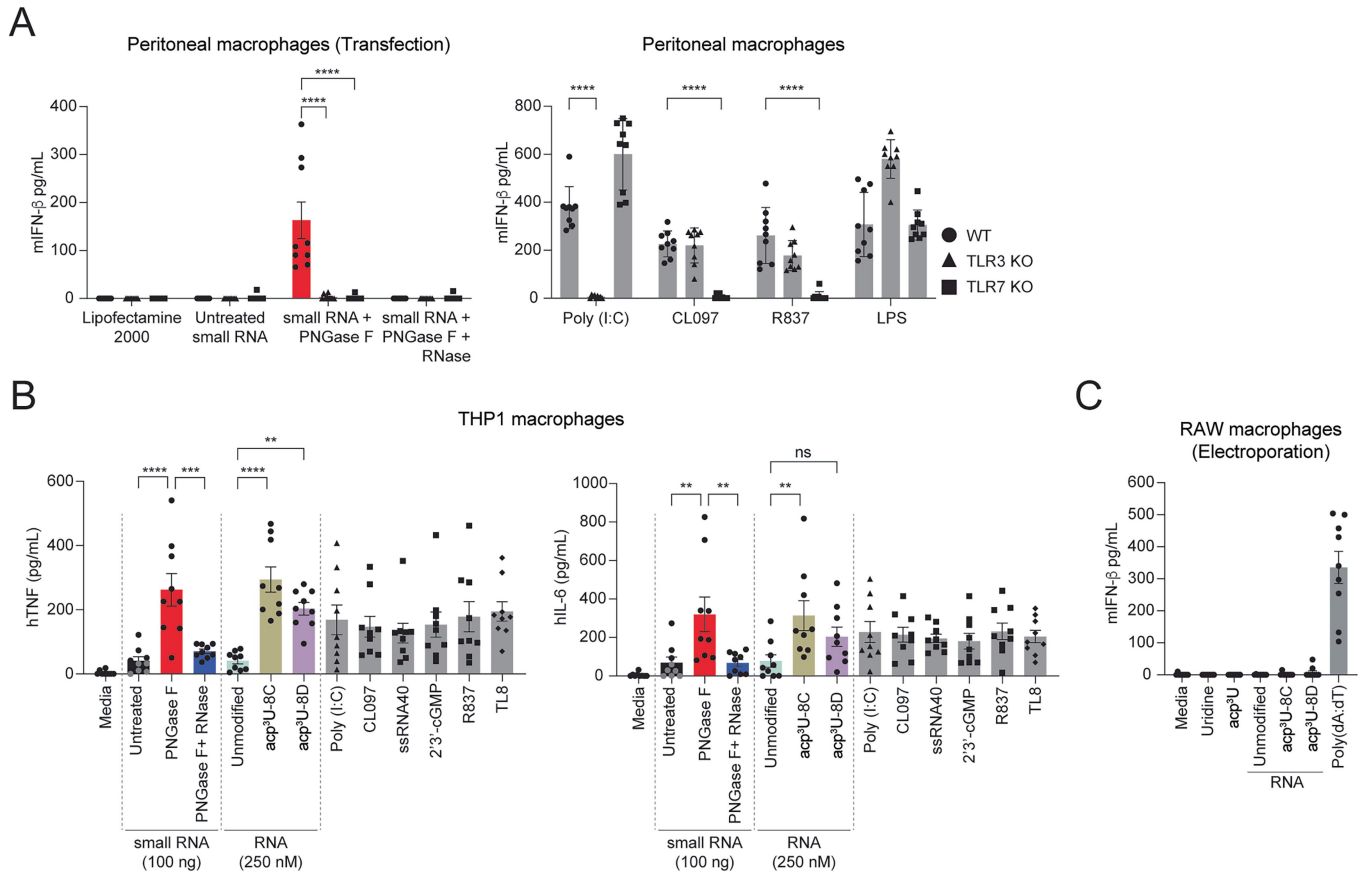 A
Peritoneal macrophages (Transfection)
****
****
mIFN-β pg/mL
400
300
200
100
0
Lipofectamine
2000
Untreated
small RNA
small RNA +
PNGase F
small RNA +
PNGase F +
RNase
Peritoneal macrophages
****
****
****
mIFN-β pg/mL
800
600
400
200
0
Poly (I:C)
CL097
R837
LPS
WT
TLR3 KO
TLR7 KO
B
THP1 macrophages
**
****
***
****
hTNF (pg/mL)
600
400
200
0
Media
Untreated
PNGase F
PNGase F+ RNase
Unmodified
acp³U-8C
acp³U-8D
Poly (I:C)
CL097
ssRNA40
2'3'-cGMP
R837
TL8
small RNA
(100 ng)
RNA
(250 nM)
ns
**
**
**
hIL-6 (pg/mL)
1000
800
600
400
200
0
Media
Untreated
PNGase F
PNGase F+ RNase
Unmodified
acp³U-8C
acp³U-8D
Poly (I:C)
CL097
ssRNA40
2'3'-cGMP
R837
TL8
small RNA
(100 ng)
RNA
(250 nM)
C
RAW macrophages
(Electroporation)
mIFN-β pg/mL
600
500
400
300
200
100
0
Media
Uridine
acp³U
Unmodified
acp³U-8C
acp³U-8D
Poly(dA:dT)
RNA